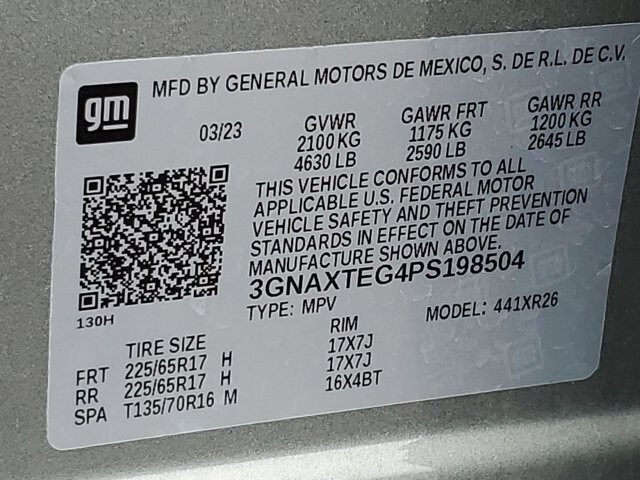 gm
MFD BY GENERAL MOTORS DE MEXICO, S. DE R.L. DE C.V.
03/23 GVWR GAWR FRT GAWR RR
2100 KG 1175 KG 1200 KG
4630 LB 2590 LB 2645 LB
THIS VEHICLE CONFORMS TO ALL
APPLICABLE U.S. FEDERAL MOTOR
VEHICLE SAFETY AND THEFT PREVENTION
STANDARDS IN EFFECT ON THE DATE OF
MANUFACTURE SHOWN ABOVE.
3GNAXTEG4PS198504
130H
TYPE: MPV MODEL: 441XR26
TIRE SIZE RIM
FRT 225/65R17 H 17X7J
RR 225/65R17 H 17X7J
SPA T135/70R16 M 16X4BT